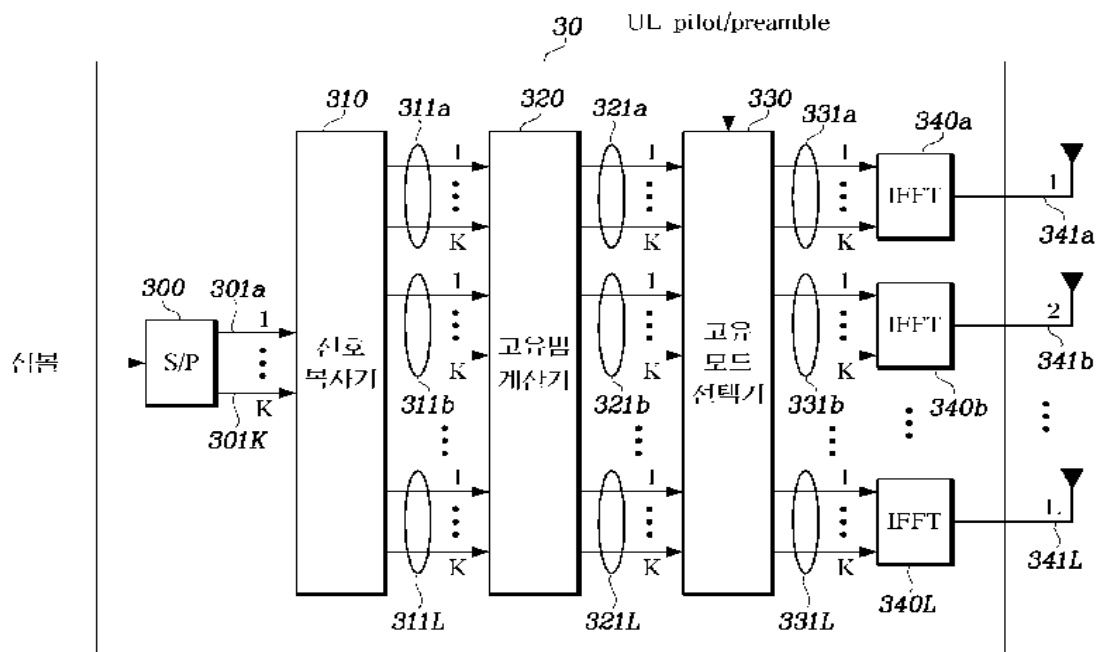 UL pilot/preamble
30
310 311a 320 321a 330 331a 340a
1 1 1
IFFT 1
K K K
341a
300 301a
1 1 1 1
심볼 S/P 신호 복사기 고유빔 계산기 고유 모드 선택기 IFFT 2
K K K K
301K 311b 321b 331b 340b 341b
1 1 1
IFFT L
K K K
311L 321L 331L 340L 341L